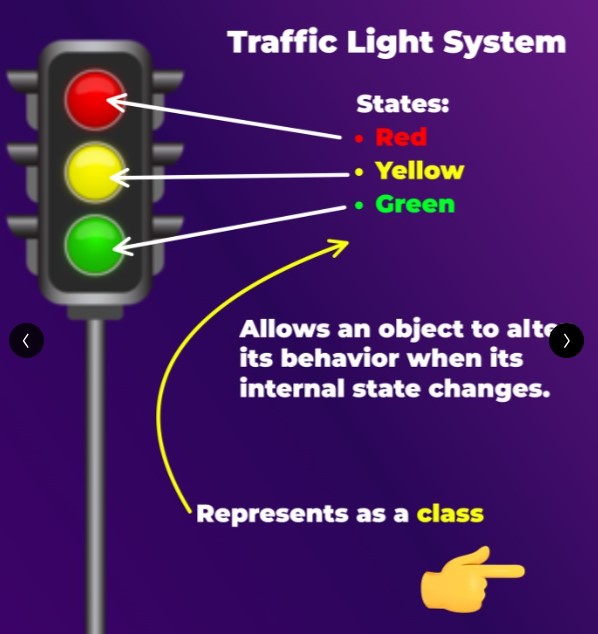 Traffic Light System
States:
• Red
• Yellow
• Green
Allows an object to alte
its behavior when its
internal state changes.
Represents as a class